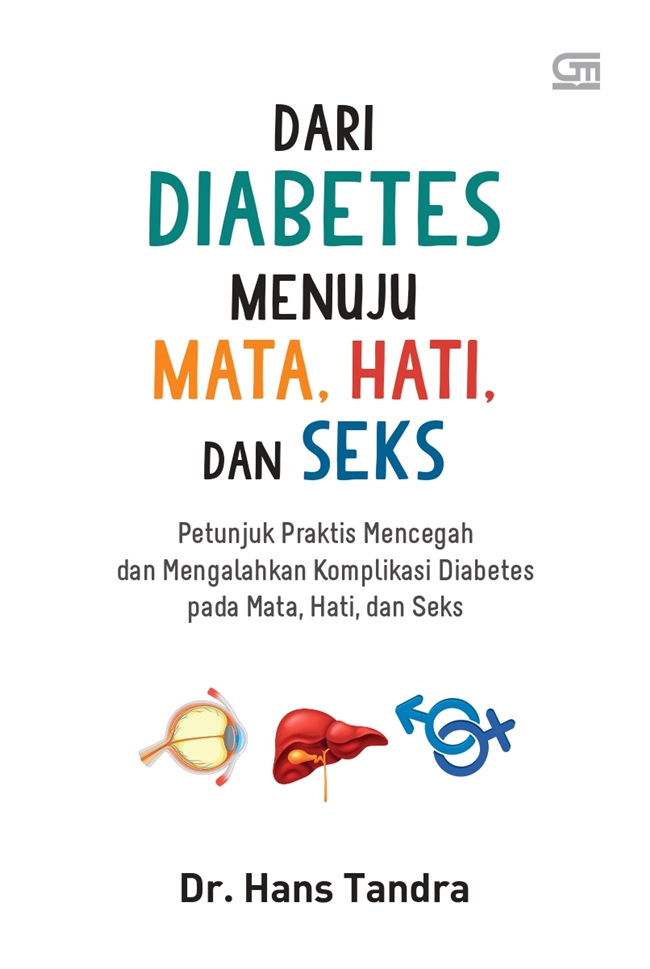 GM
DARI
DIABETES
MENUJU
MATA, HATI,
DAN SEKS
Petunjuk Praktis Mencegah
dan Mengalahkan Komplikasi Diabetes
pada Mata, Hati, dan Seks
Dr. Hans Tandra